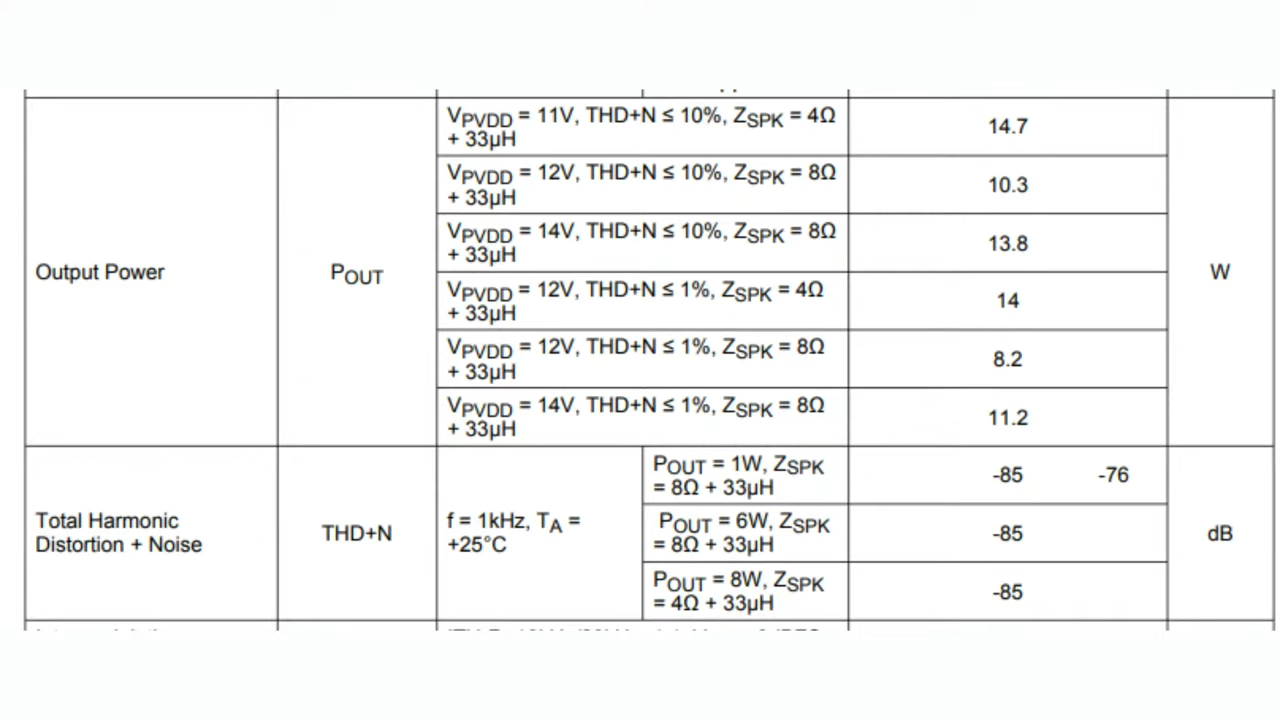 VPVDD = 11V, THD+N ≤ 10%, ZSPK = 4Ω
+ 33µH
14.7
VPVDD = 12V, THD+N ≤ 10%, ZSPK = 8Ω
+ 33µH
10.3
VPVDD = 14V, THD+N ≤ 10%, ZSPK = 8Ω
+ 33µH
13.8
Output Power
POUT
W
VPVDD = 12V, THD+N ≤ 1%, ZSPK = 4Ω
+ 33µH
14
VPVDD = 12V, THD+N ≤ 1%, ZSPK = 8Ω
+ 33µH
8.2
VPVDD = 14V, THD+N ≤ 1%, ZSPK = 8Ω
+ 33µH
11.2
Total Harmonic
Distortion + Noise
THD+N
f = 1kHz, TA =
+25°C
POUT = 1W, ZSPK
= 8Ω + 33µH
-85 -76
POUT = 6W, ZSPK
= 8Ω + 33µH
-85
dB
POUT = 8W, ZSPK
= 4Ω + 33µH
-85